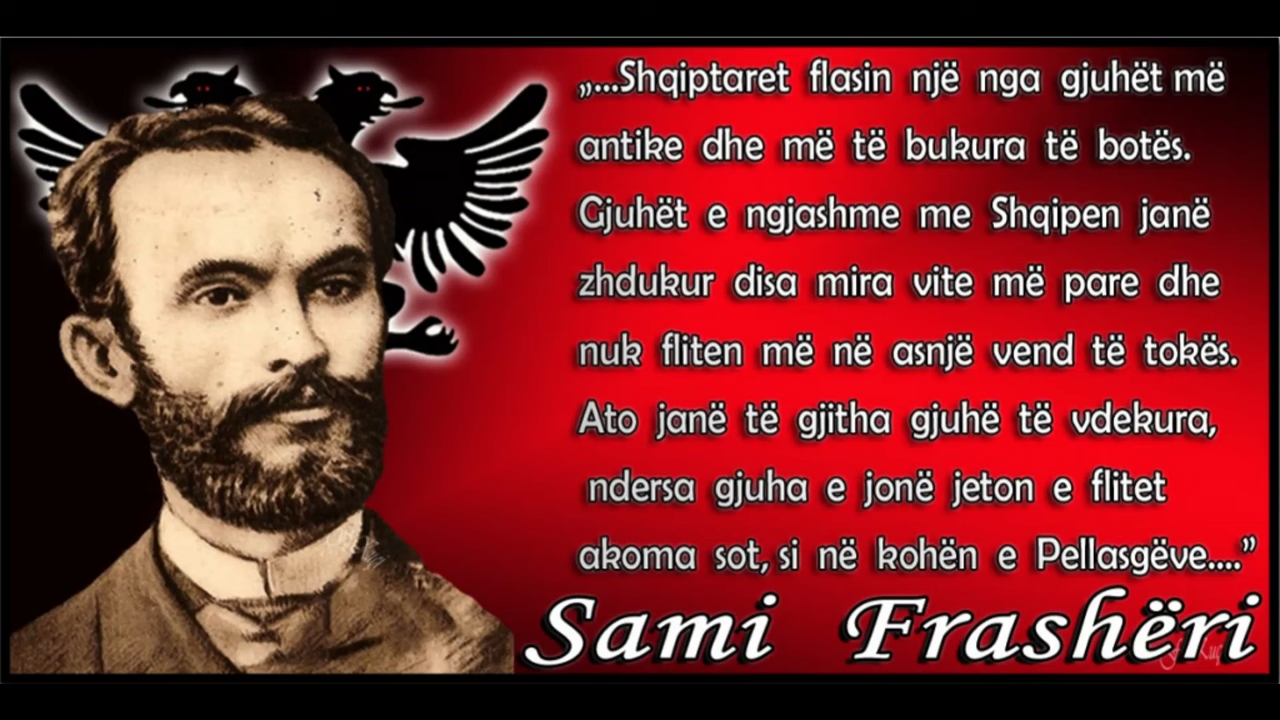 „...Shqiptaret flasin një nga gjuhët më
antike dhe më të bukura të botës.
Gjuhët e ngjashme me Shqipen janë
zhdukur disa mira vite më pare dhe
nuk fliten më në asnjë vend të tokës.
Ato janë të gjitha gjuhë të vdekura,
ndersa gjuha e jonë jeton e flitet
akoma sot, si në kohën e Pellasgëve....”
Sami Frashëri